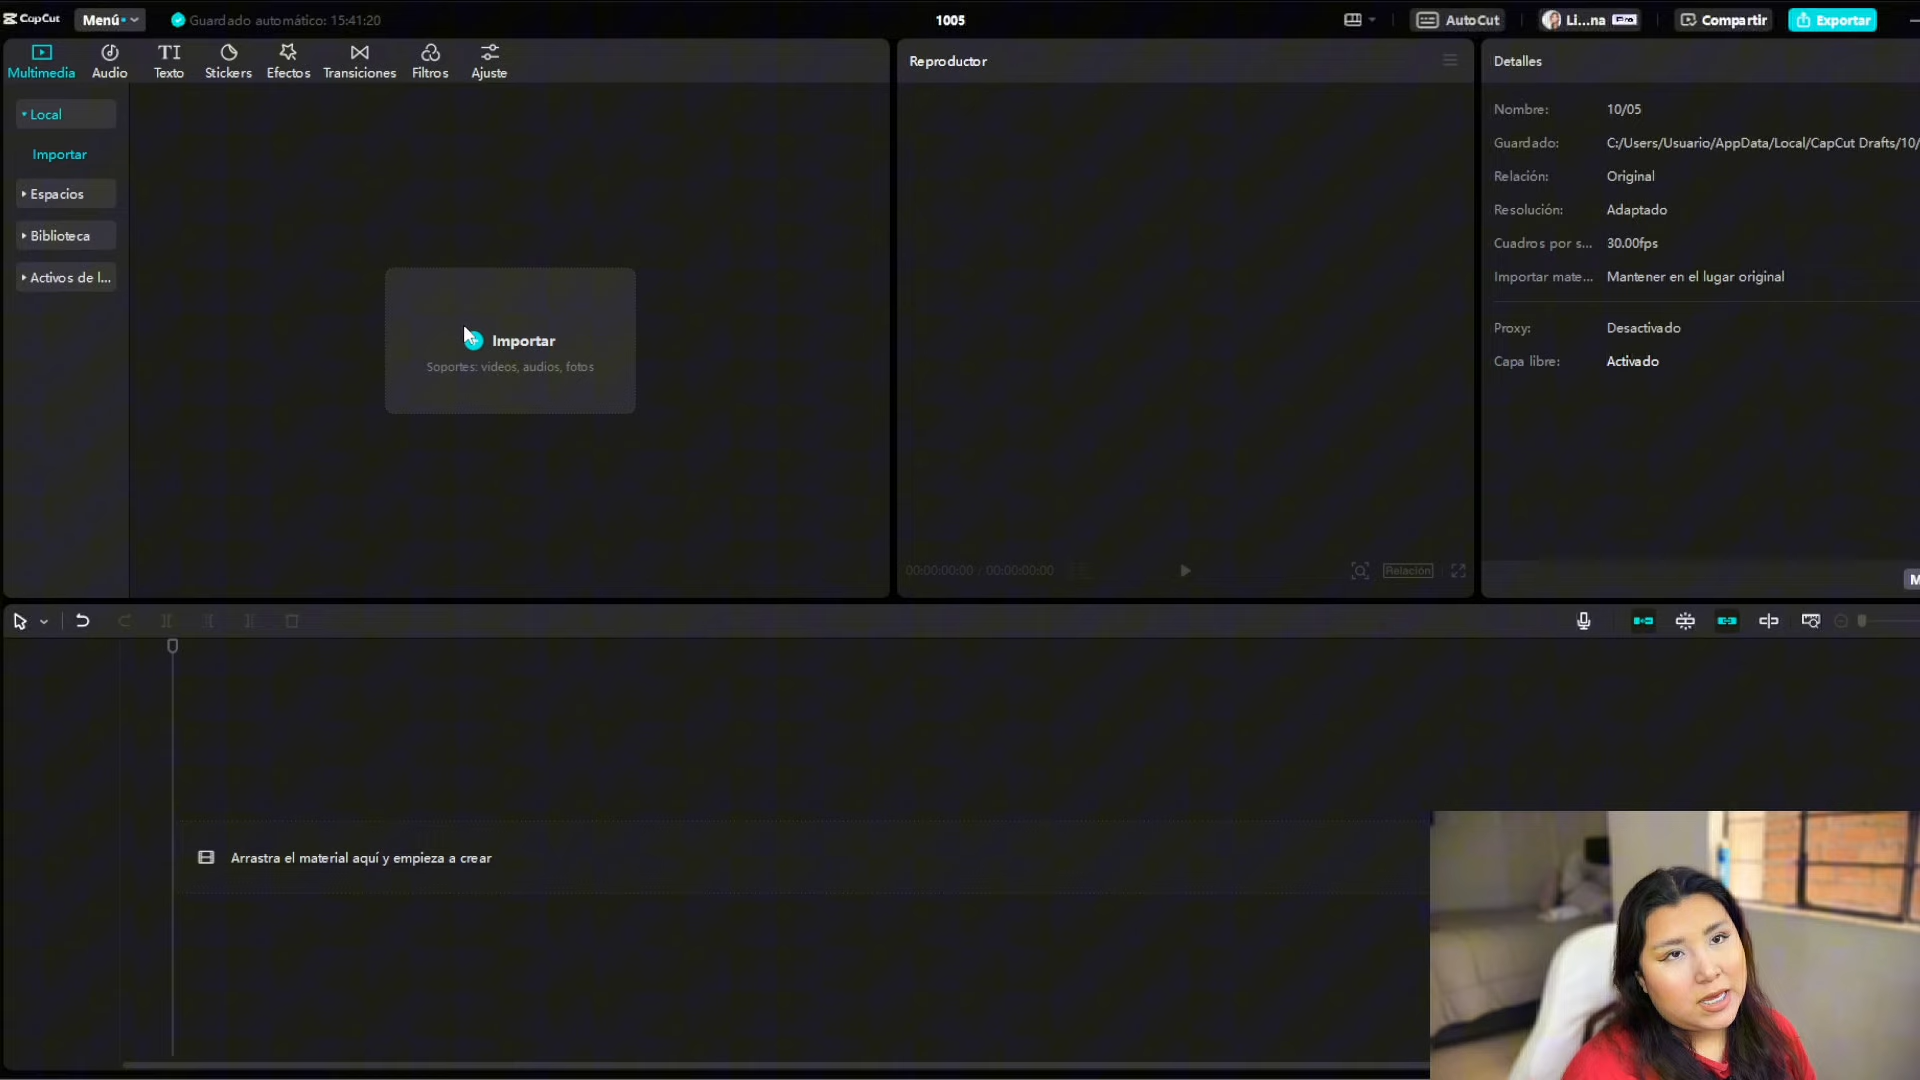 CapCut
Menú
Guardado automático: 15:41:20
1005
AutoCut
Li...na
Pro
Compartir
Exportar
Multimedia
Audio
Texto
Stickers
Efectos
Transiciones
Filtros
Ajuste
Local
Importar
Espacios
Biblioteca
Activos de l...
Importar
Soportes: videos, audios, fotos
Reproductor
00:00:00:00 / 00:00:00:00
Relación
Detalles
Nombre: 10/05
Guardado: C:/Users/Usuario/AppData/Local/CapCut Drafts/10/
Relación: Original
Resolución: Adaptado
Cuadros por s... 30.00fps
Importar mate... Mantener en el lugar original
Proxy: Desactivado
Capa libre: Activado
M
Arrastra el material aquí y empieza a crear